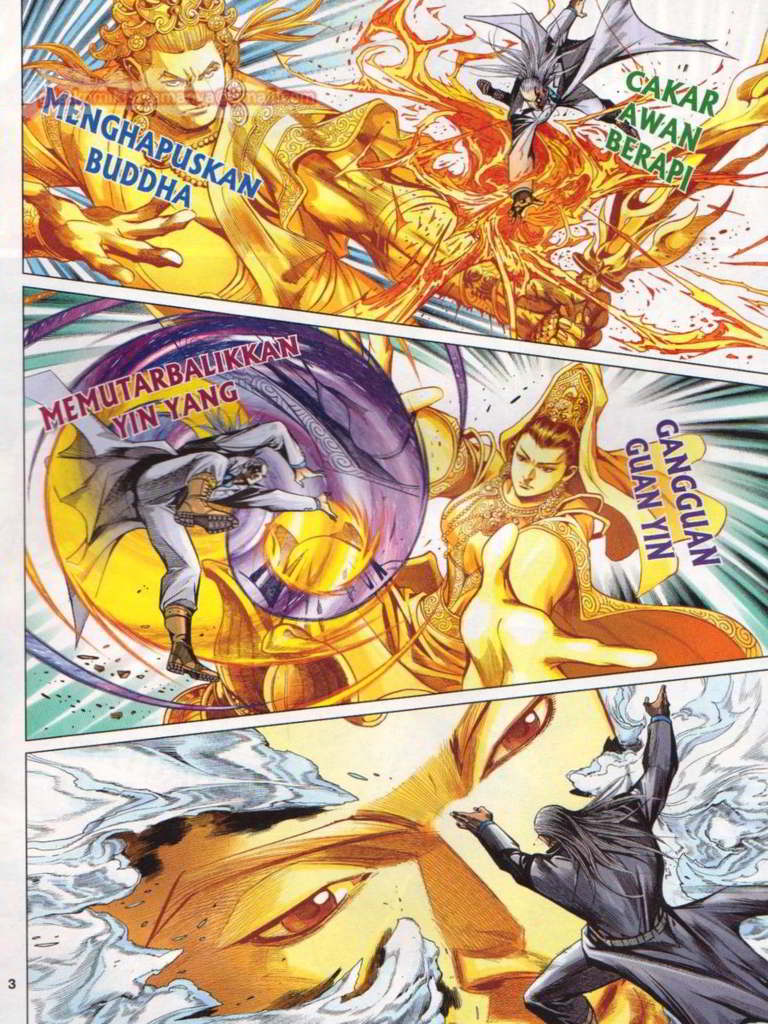 MENGHAPUSKAN
BUDDHA
CAKAR
AWAN
BERAPI
MEMUTARBALIKKAN
YIN YANG
GANGGUAN
GUAN YIN
3